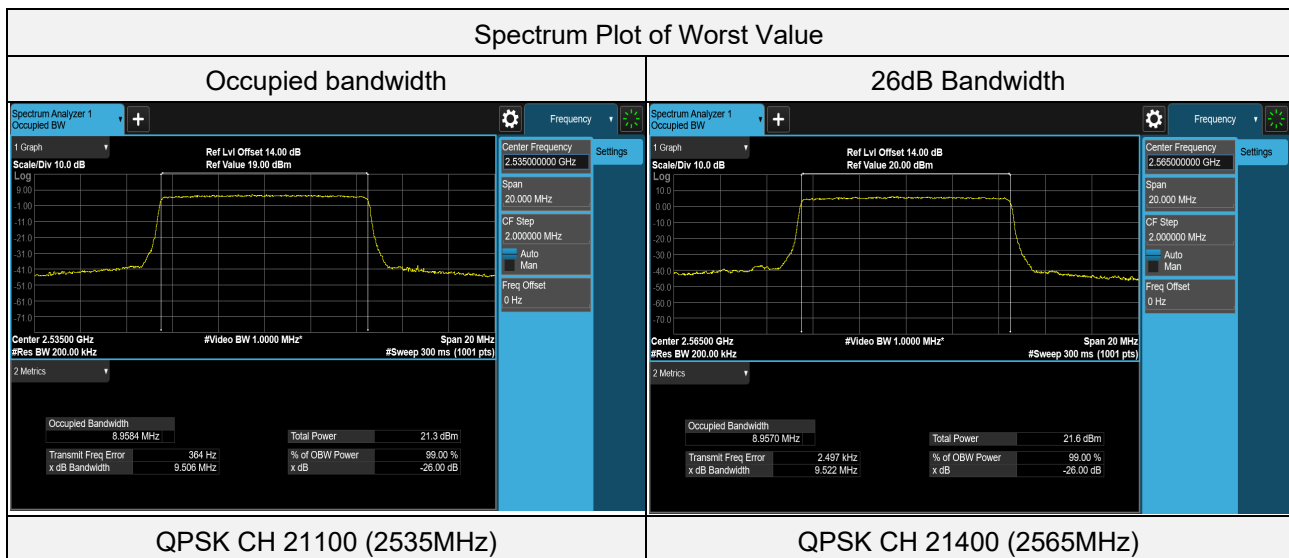 Spectrum Plot of Worst Value
Occupied bandwidth
26dB Bandwidth
Spectrum Analyzer 1
Occupied BW
+
Frequency
1 Graph
Ref Lvl Offset 14.00 dB
Scale/Div 10.0 dB
Ref Value 19.00 dBm
Log
9.00
-1.00
-11.0
-21.0
-31.0
-41.0
-51.0
-61.0
-71.0
Center 2.53500 GHz
#Video BW 1.0000 MHz*
Span 20 MHz
#Res BW 200.00 kHz
#Sweep 300 ms (1001 pts)
Center Frequency
2.535000000 GHz
Settings
Span
20.000 MHz
CF Step
2.000000 MHz
Auto
Man
Freq Offset
0 Hz
2 Metrics
Occupied Bandwidth
8.9584 MHz
Total Power 21.3 dBm
Transmit Freq Error 364 Hz
% of OBW Power 99.00 %
x dB Bandwidth 9.506 MHz
x dB -26.00 dB
Spectrum Analyzer 1
Occupied BW
+
Frequency
1 Graph
Ref Lvl Offset 14.00 dB
Scale/Div 10.0 dB
Ref Value 20.00 dBm
Log
10.0
0.00
-10.0
-20.0
-30.0
-40.0
-50.0
-60.0
-70.0
Center 2.56500 GHz
#Video BW 1.0000 MHz*
Span 20 MHz
#Res BW 200.00 kHz
#Sweep 300 ms (1001 pts)
Center Frequency
2.565000000 GHz
Settings
Span
20.000 MHz
CF Step
2.000000 MHz
Auto
Man
Freq Offset
0 Hz
2 Metrics
Occupied Bandwidth
8.9570 MHz
Total Power 21.6 dBm
Transmit Freq Error 2.497 kHz
% of OBW Power 99.00 %
x dB Bandwidth 9.522 MHz
x dB -26.00 dB
QPSK CH 21100 (2535MHz)
QPSK CH 21400 (2565MHz)